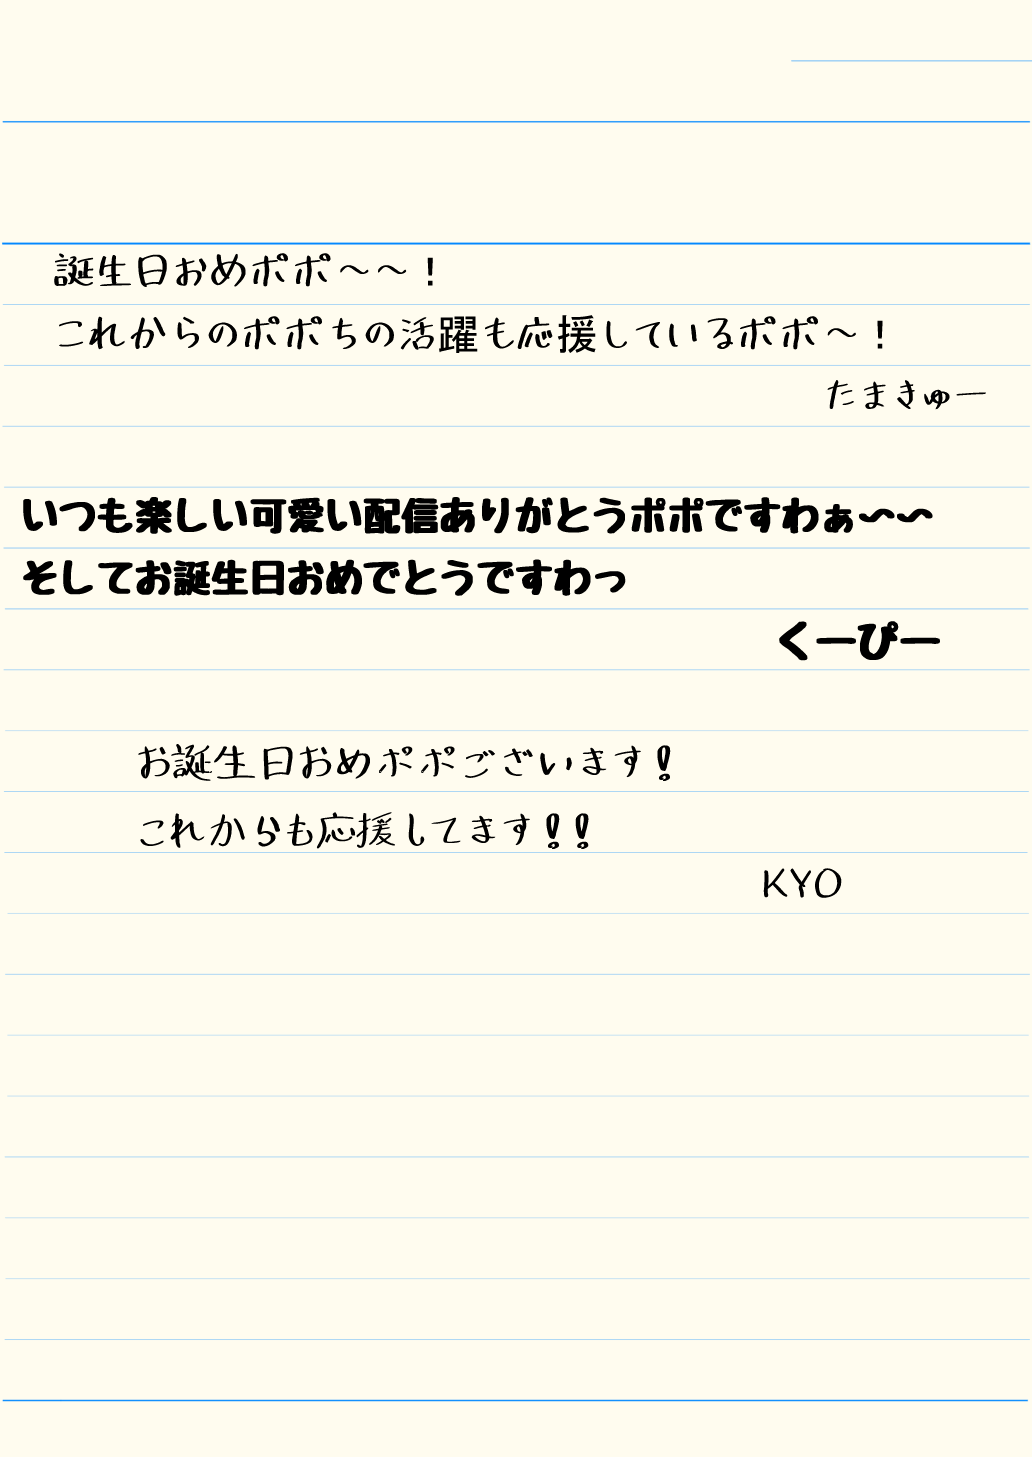 誕生日おめポポ～～！
これからのポポちの活躍も応援しているポポ～！
たまきゅー
いつも楽しい可愛い配信ありがとうポポですわぁ～～
そしてお誕生日おめでとうですわっ
くーぴー
お誕生日おめポポございます！
これからも応援してます！！
KYO